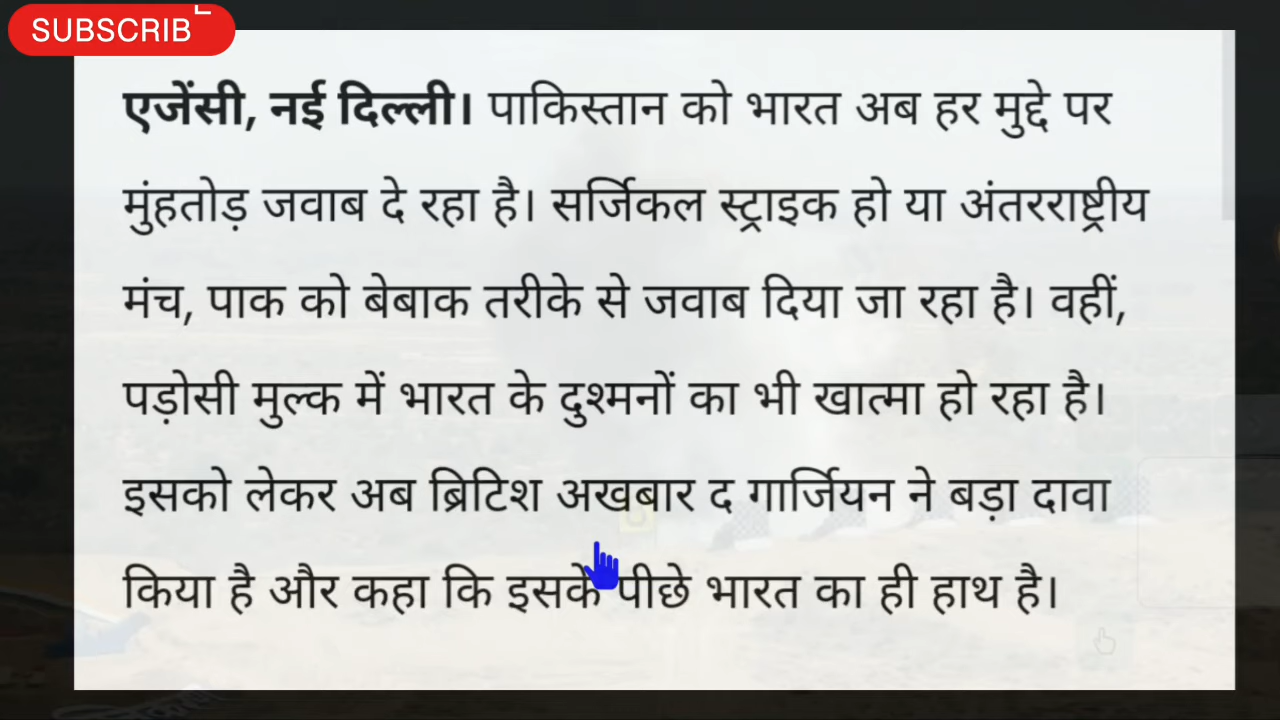 SUBSCRIB
एजेंसी, नई दिल्ली। पाकिस्तान को भारत अब हर मुद्दे पर
मुंहतोड़ जवाब दे रहा है। सर्जिकल स्ट्राइक हो या अंतरराष्ट्रीय
मंच, पाक को बेबाक तरीके से जवाब दिया जा रहा है। वहीं,
पड़ोसी मुल्क में भारत के दुश्मनों का भी खात्मा हो रहा है।
इसको लेकर अब ब्रिटिश अखबार द गार्जियन ने बड़ा दावा
किया है और कहा कि इसके पीछे भारत का ही हाथ है।